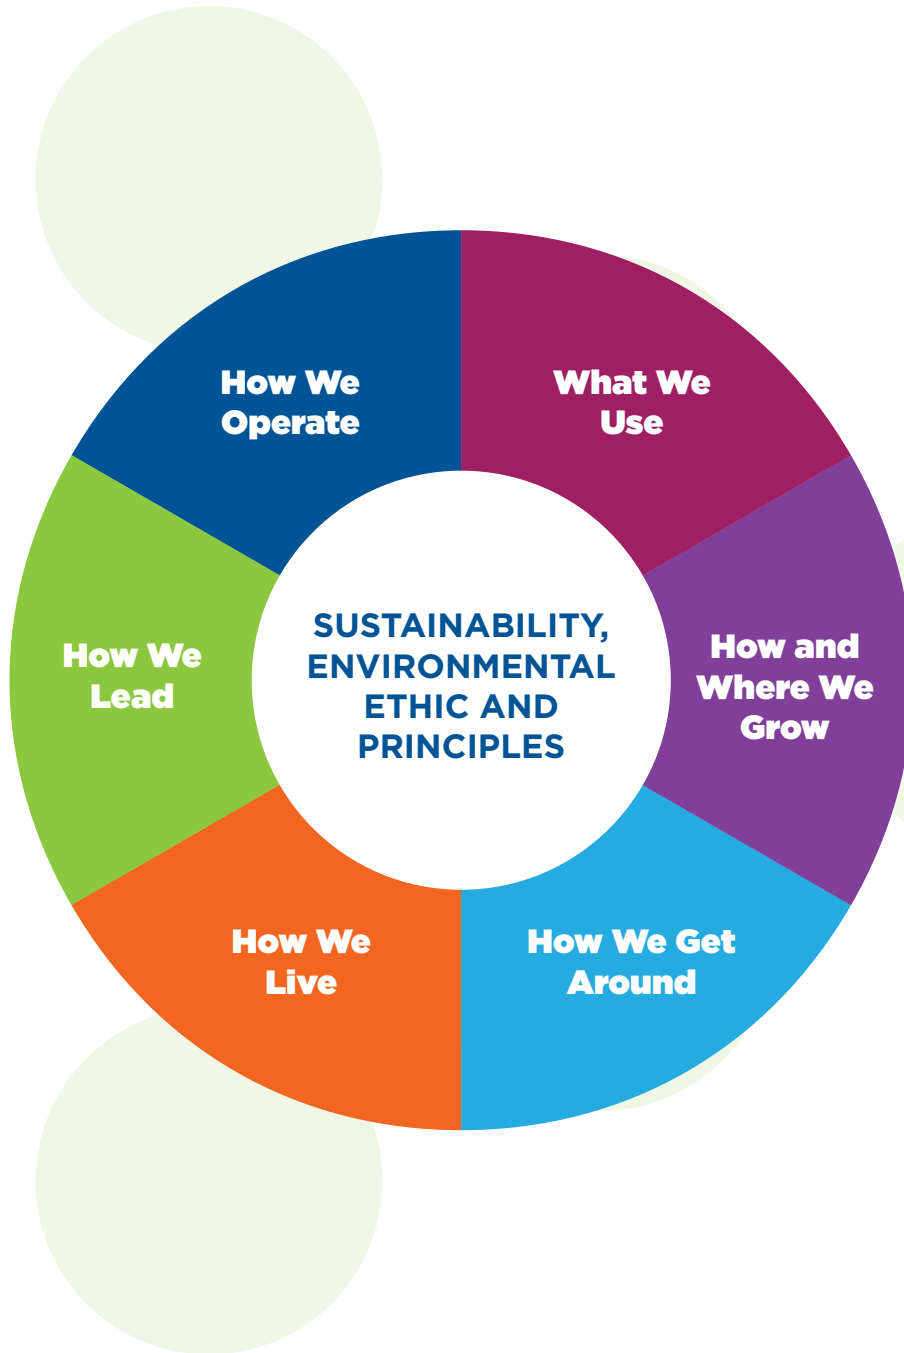 How We
Operate
What We
Use
How and
Where We
Grow
How We Get
Around
How We
Live
How We
Lead
SUSTAINABILITY,
ENVIRONMENTAL
ETHIC AND
PRINCIPLES